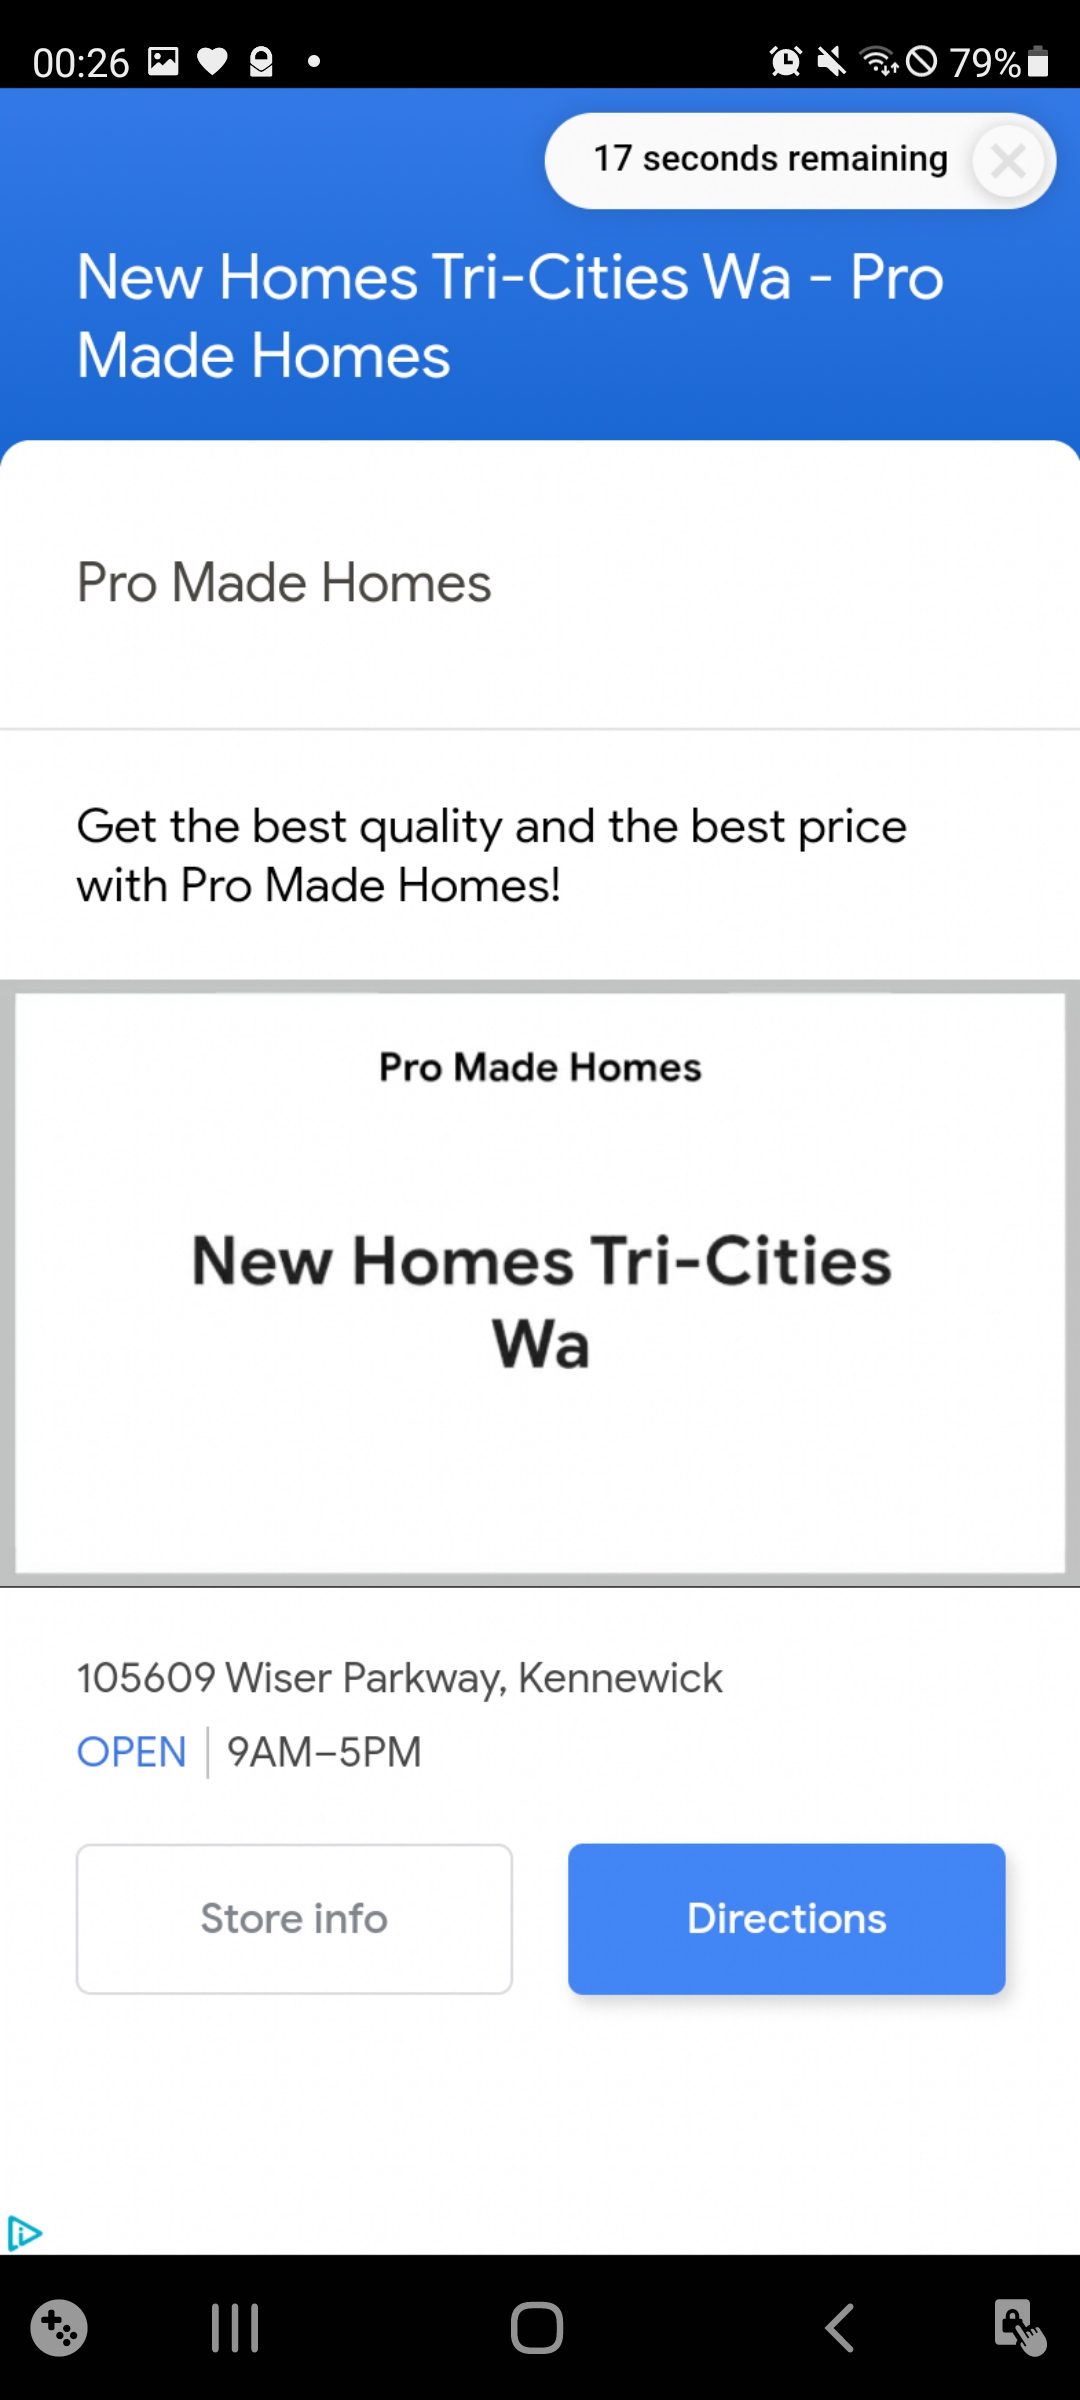 00:26
79%
17 seconds remaining
New Homes Tri-Cities Wa - Pro
Made Homes
Pro Made Homes
Get the best quality and the best price
with Pro Made Homes!
Pro Made Homes
New Homes Tri-Cities
Wa
105609 Wiser Parkway, Kennewick
OPEN | 9AM–5PM
Store info
Directions